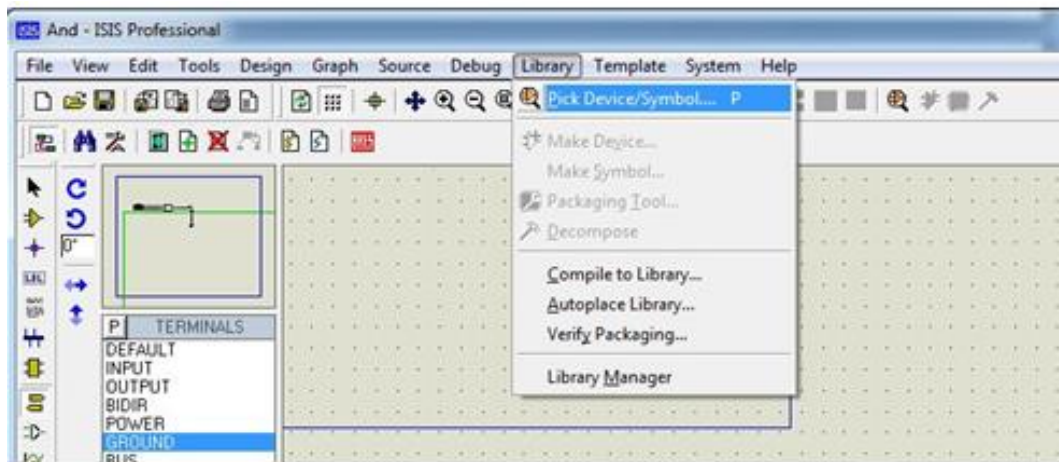 ISIS And - ISIS Professional
File View Edit Tools Design Graph Source Debug Library Template System Help
Pick Device/Symbol.... P
Make Device...
Make Symbol...
Packaging Tool...
Decompose
Compile to Library...
Autoplace Library...
Verify Packaging...
Library Manager
0°
LBL
P TERMINALS
DEFAULT
INPUT
OUTPUT
BIDIR
POWER
GROUND
BUS